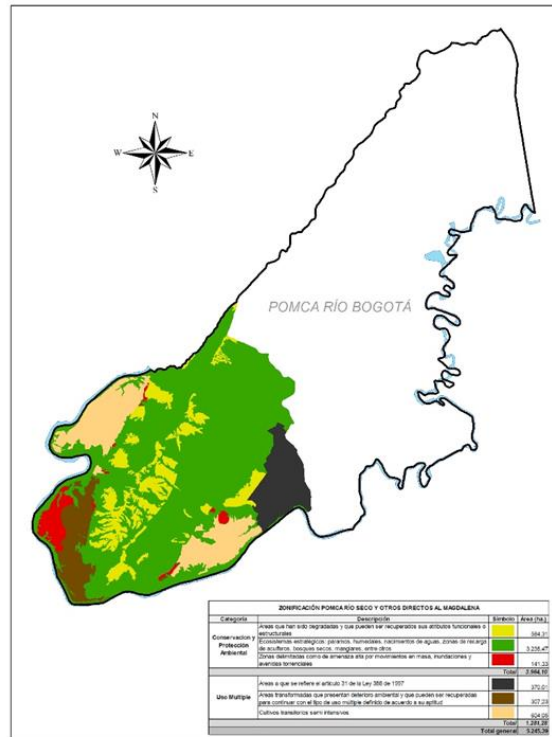 N
W E
S
POMCA RÍO BOGOTÁ
ZONIFICACIÓN POMCA RÍO SECO Y OTROS DIRECTOS AL MAGDALENA
Categoría Descripción Símbolo Área (ha.)
Conservacion y Protección Ambiental
Áreas que han sido degradadas y que pueden ser recuperados sus atributos funcionales o
estructurales
Ecosistemas estratégicos: páramos, humedales, nacimientos de aguas, zonas de recarga
de acuíferos, bosques secos, manglares, entre otros
Zonas delimitadas como de amenaza alta por movimientos en masa, inundaciones y
avenidas torrenciales
Total
Uso Multiple
Áreas a que se refiere el artículo 31 de la Ley 388 de 1997
Áreas transformadas que presentan deterioro ambiental y que pueden ser recuperadas
para continuar con el tipo de uso multiple definido de acuerdo a su aptitud
Cultivos transitorios semi intensivos
Total
Total general